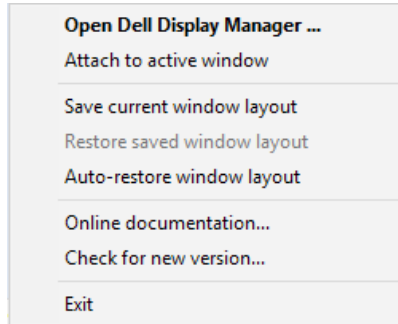 Open Dell Display Manager ...
Attach to active window
Save current window layout
Restore saved window layout
Auto-restore window layout
Online documentation...
Check for new version...
Exit